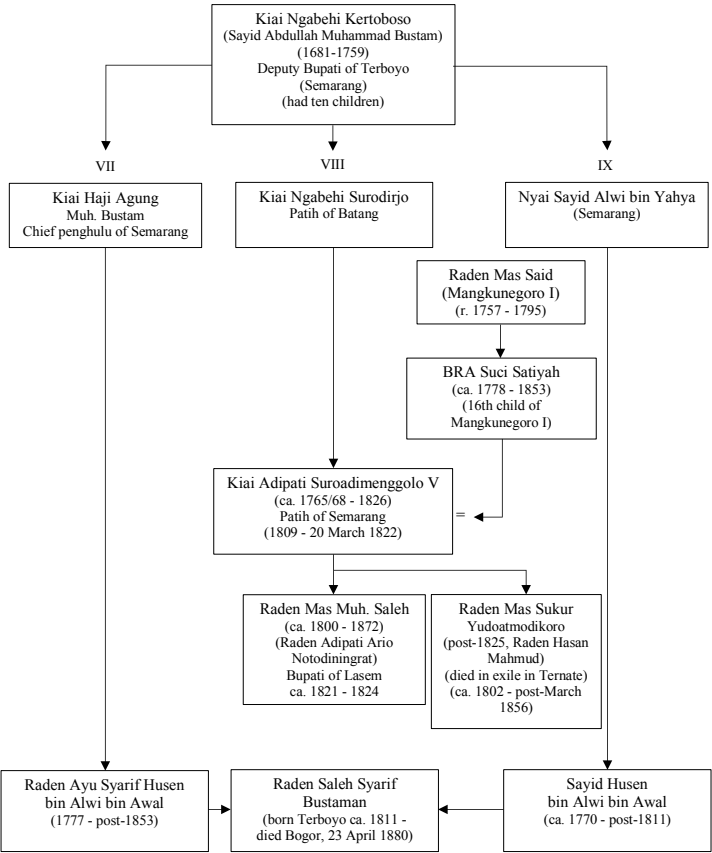 Kiai Ngabehi Kertoboso
(Sayid Abdullah Muhammad Bustam)
(1681-1759)
Deputy Bupati of Terboyo
(Semarang)
(had ten children)
VII
VIII
IX
Kiai Haji Agung
Muh. Bustam
Chief penghulu of Semarang
Kiai Ngabehi Surodirjo
Patih of Batang
Nyai Sayid Alwi bin Yahya
(Semarang)
Raden Mas Said
(Mangkunegoro I)
(r. 1757 - 1795)
BRA Suci Satiyah
(ca. 1778 - 1853)
(16th child of
Mangkunegoro I)
Kiai Adipati Suroadimenggolo V
(ca. 1765/68 - 1826)
Patih of Semarang
(1809 - 20 March 1822)
=
Raden Mas Muh. Saleh
(ca. 1800 - 1872)
(Raden Adipati Ario
Notodiningrat)
Bupati of Lasem
ca. 1821 - 1824
Raden Mas Sukur
Yudoatmodikoro
(post-1825, Raden Hasan
Mahmud)
(died in exile in Ternate)
(ca. 1802 - post-March
1856)
Raden Ayu Syarif Husen
bin Alwi bin Awal
(1777 - post-1853)
Raden Saleh Syarif
Bustaman
(born Terboyo ca. 1811 -
died Bogor, 23 April 1880)
Sayid Husen
bin Alwi bin Awal
(ca. 1770 - post-1811)